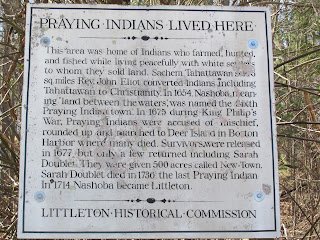 PRAYING·INDIANS LIVED HERE
This area was home of Indians who farmed, hunted,
and fished while living peacefully with white settlers
to whom they sold land. Sachem Tahattawan sold 8
sq. miles Rev. John Eliot converted Indians including
Tahattawan to Christianity. In 1654 Nashoba, mean-
ing land between the waters, was named the sixth
Praying Indian town. In 1675 during King Philip's
War, Praying Indians were accused of mischief,
rounded up and marched to Deer Island in Boston
Harbor where many died. Survivors were released
in 1677 but only a few returned including Sarah
Doublet. They were given 500 acres called New Town.
Sarah Doublet died in 1736 the last Praying Indian
In 1714 Nashoba became Littleton.
LITTLETON·HISTORICAL·COMMISSION